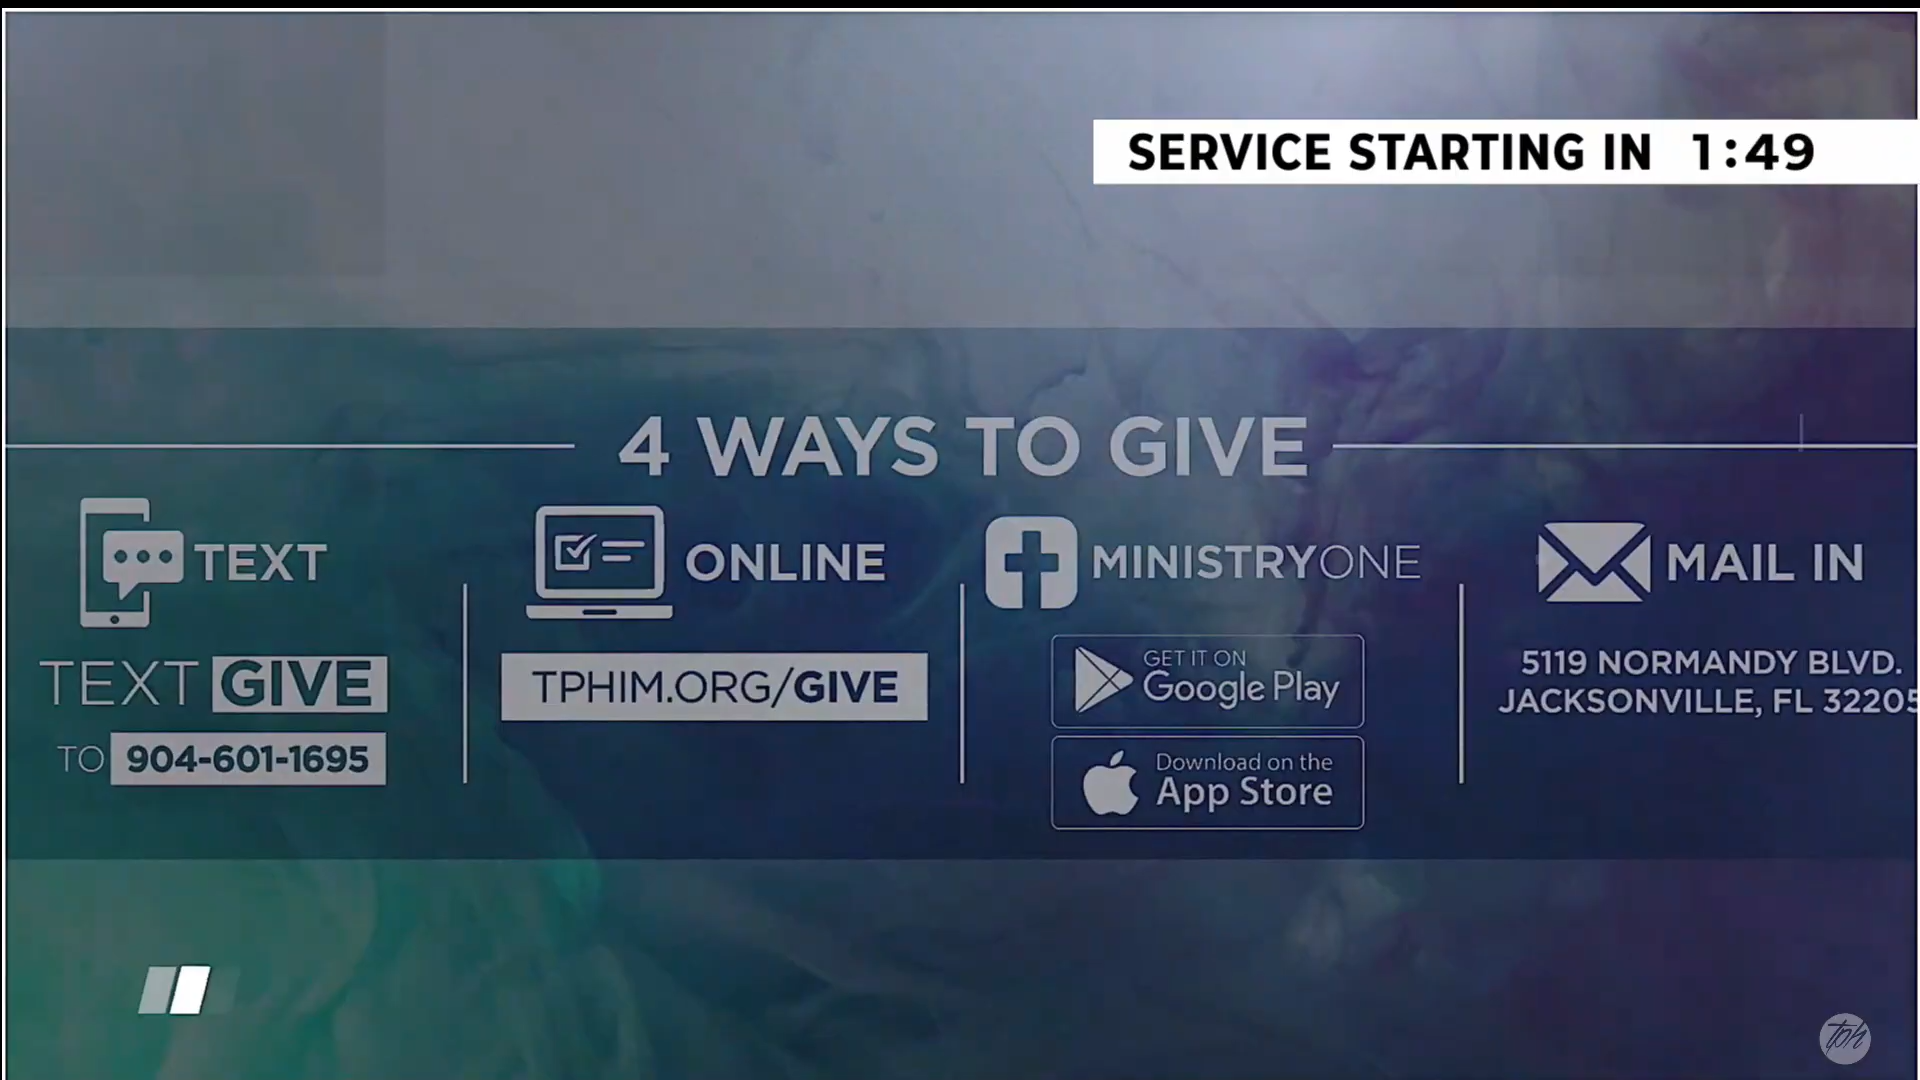 SERVICE STARTING IN 1:49
4 WAYS TO GIVE
TEXT
TEXT GIVE
TO 904-601-1695
ONLINE
TPHIM.ORG/GIVE
MINISTRYONE
GET IT ON
Google Play
Download on the
App Store
MAIL IN
5119 NORMANDY BLVD.
JACKSONVILLE, FL 32205
tph